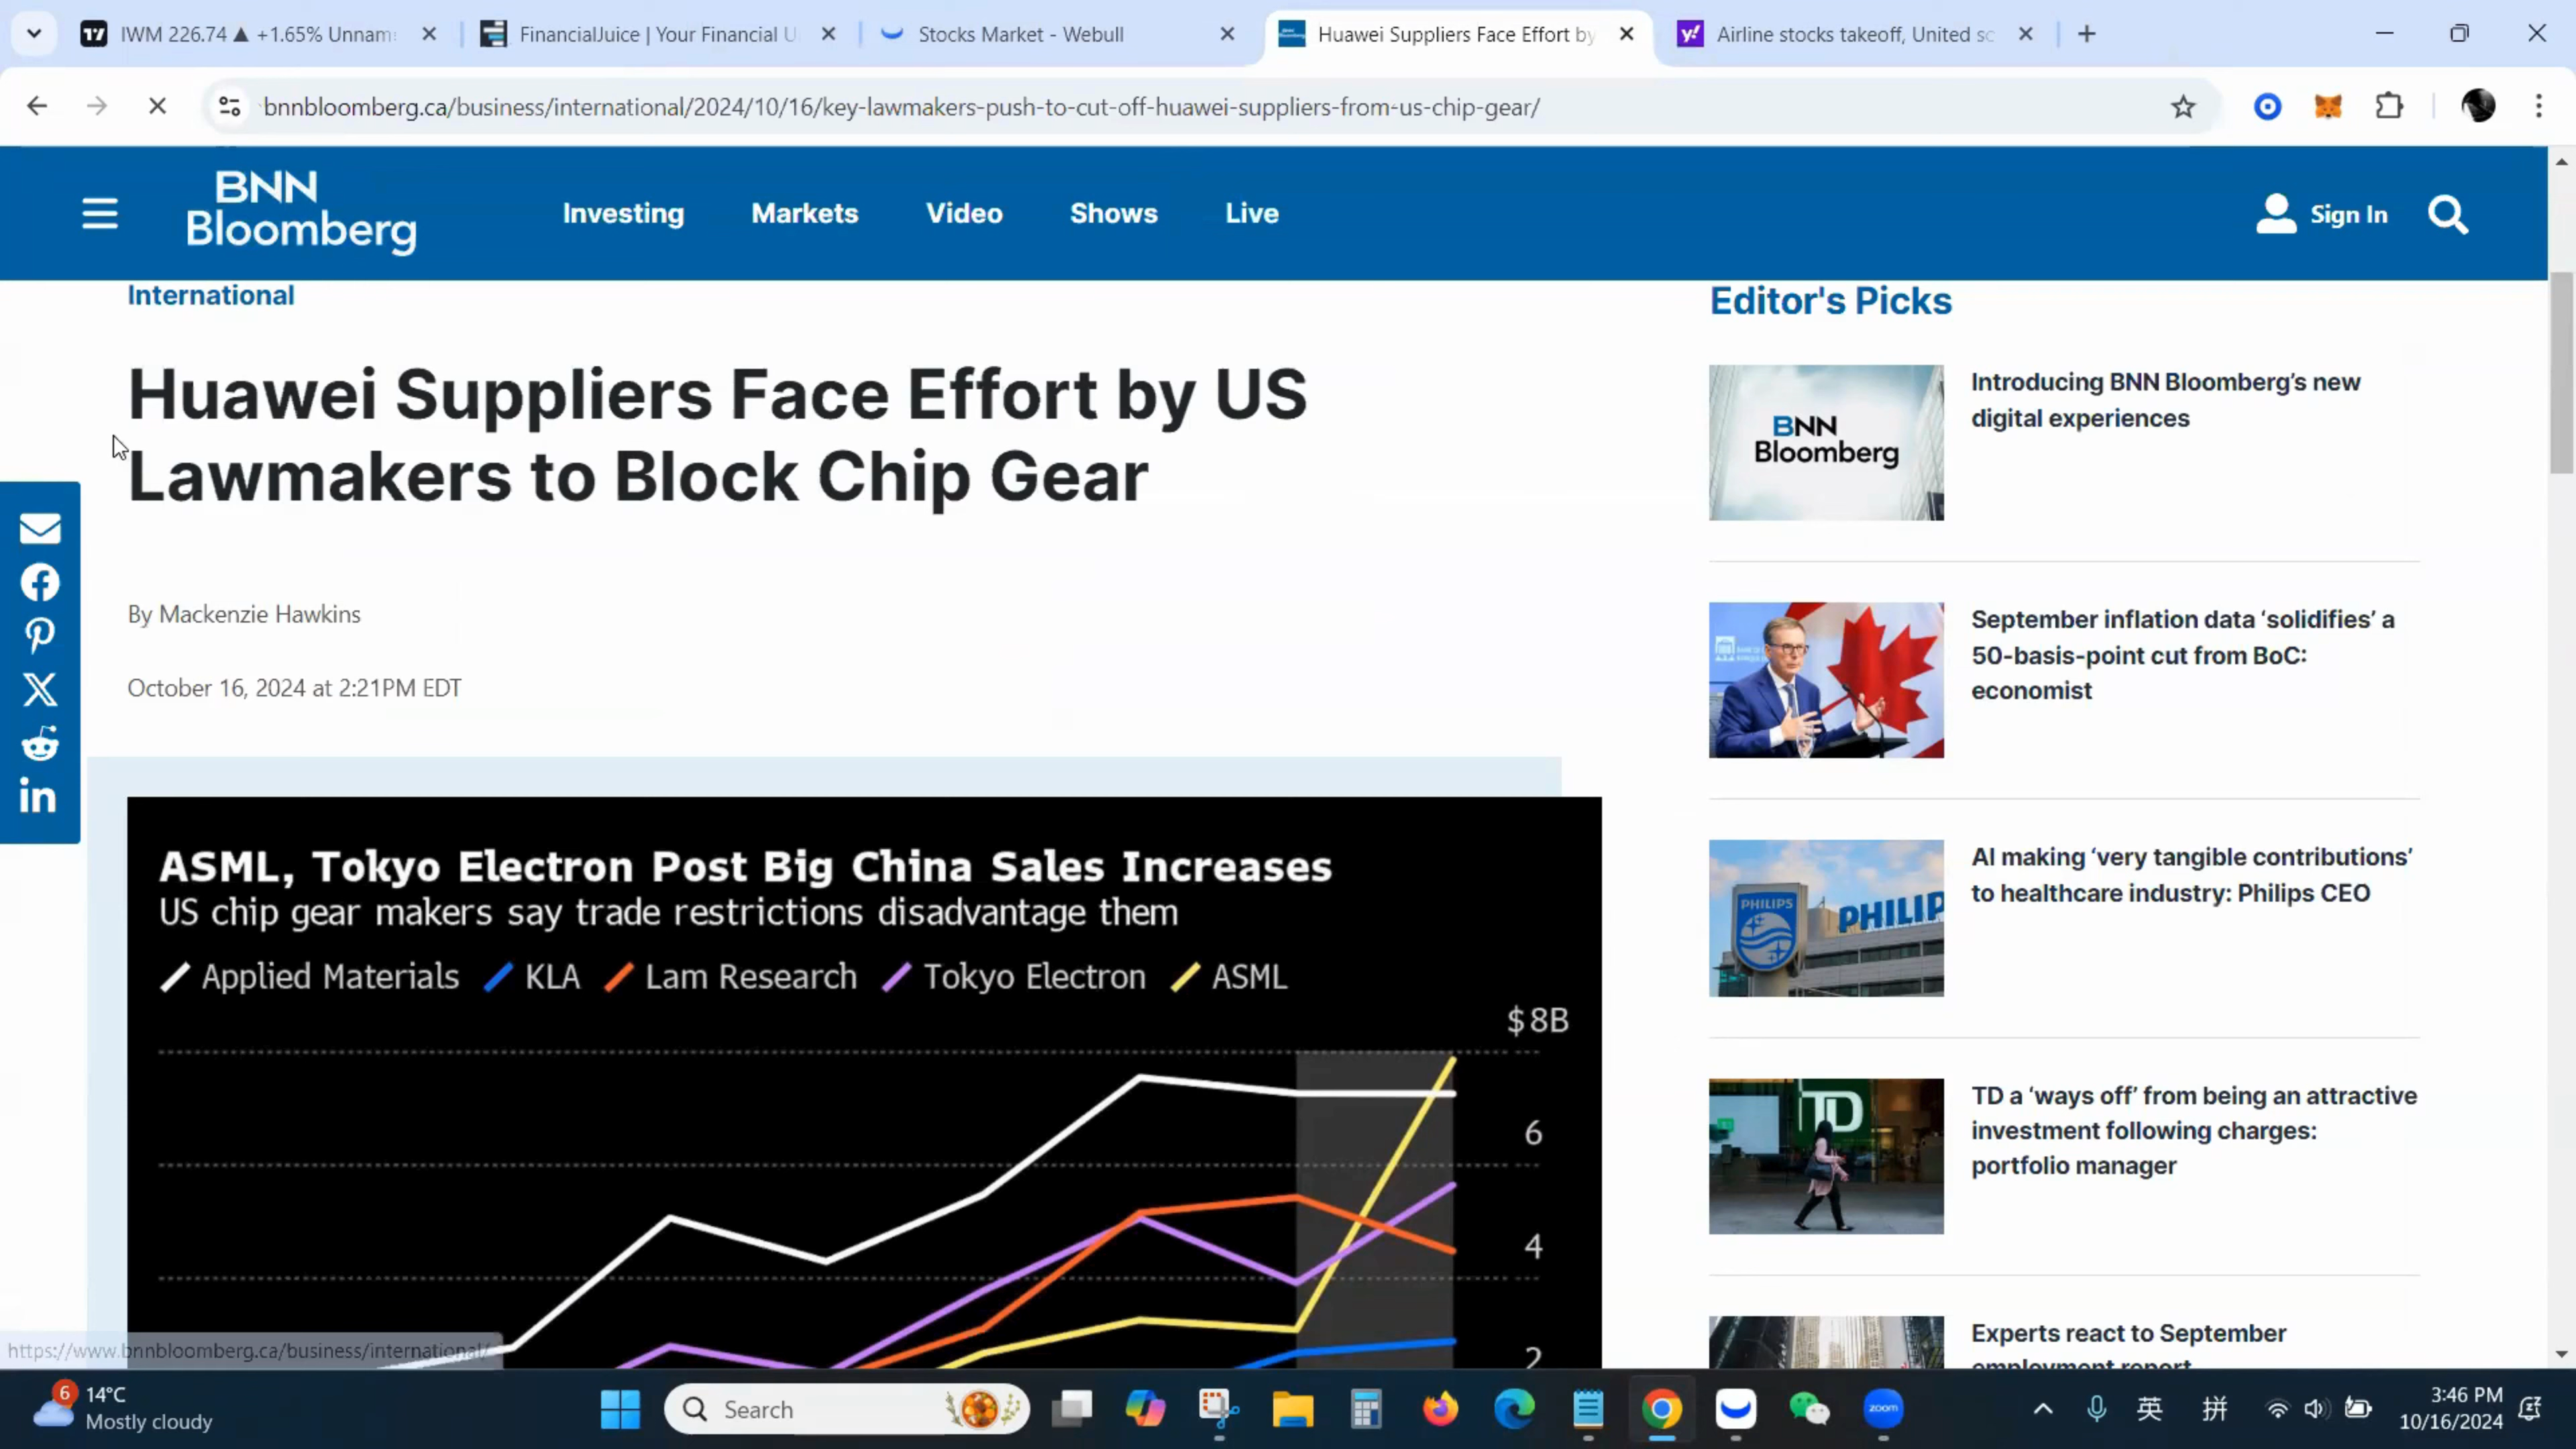 IWM 226.74 ▲ +1.65% Unnam
FinancialJuice | Your Financial U
Stocks Market - Webull
Huawei Suppliers Face Effort by
y!
Airline stocks takeoff, United sc
bnnbloomberg.ca/business/international/2024/10/16/key-lawmakers-push-to-cut-off-huawei-suppliers-from-us-chip-gear/
BNN
Bloomberg
Investing
Markets
Video
Shows
Live
Sign In
International
Huawei Suppliers Face Effort by US
Lawmakers to Block Chip Gear
By Mackenzie Hawkins
October 16, 2024 at 2:21PM EDT
ASML, Tokyo Electron Post Big China Sales Increases
US chip gear makers say trade restrictions disadvantage them
Applied Materials KLA Lam Research Tokyo Electron ASML
$8B
6
4
2
Editor's Picks
BNN
Bloomberg
Introducing BNN Bloomberg's new
digital experiences
September inflation data ‘solidifies’ a
50-basis-point cut from BoC:
economist
PHILIPS
PHILIP
AI making ‘very tangible contributions’
to healthcare industry: Philips CEO
TD
TD a ‘ways off’ from being an attractive
investment following charges:
portfolio manager
Experts react to September
employment report
https://www.bnnbloomberg.ca/business/international/
6
14°C
Mostly cloudy
Search
zoom
英
拼
3:46 PM
10/16/2024